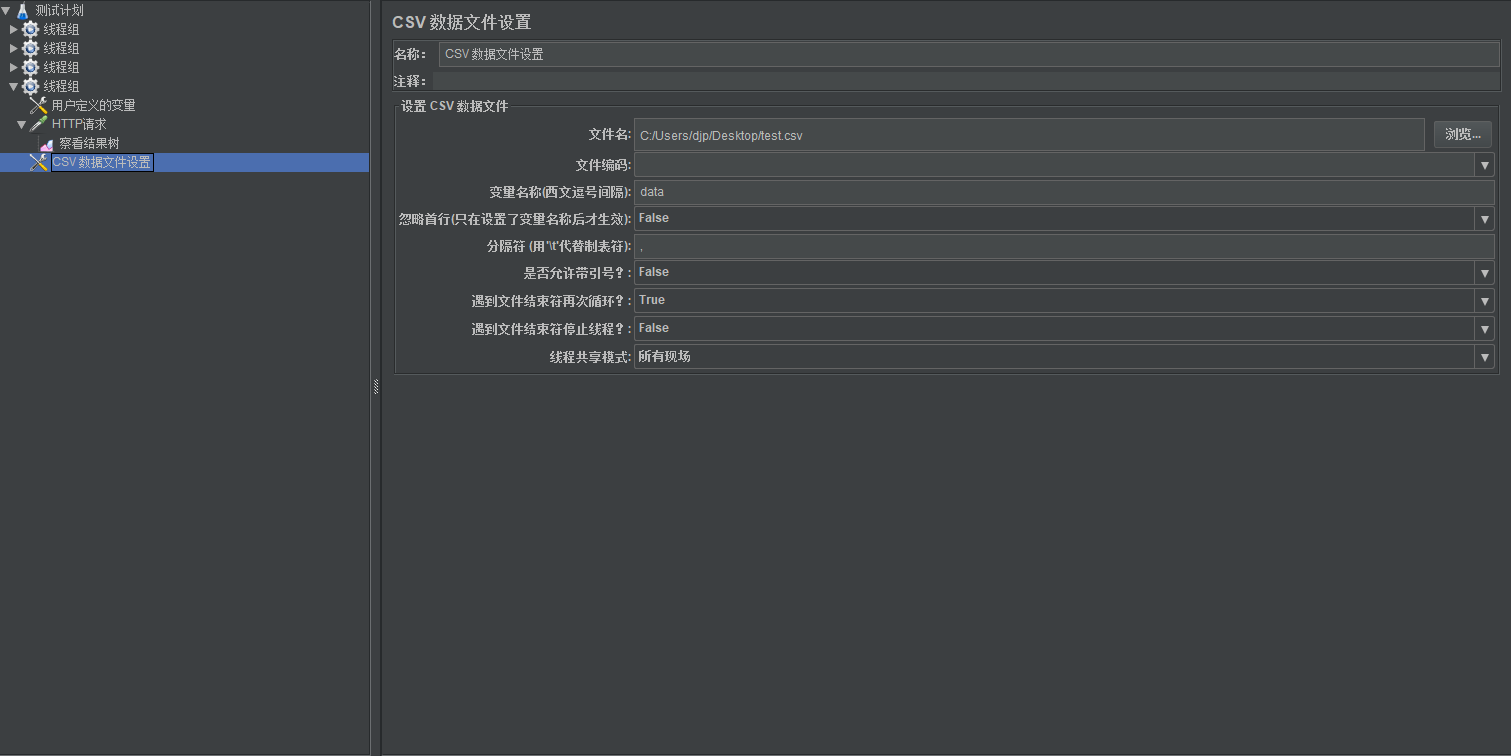 测试计划
线程组
线程组
线程组
线程组
用户定义的变量
HTTP请求
察看结果树
CSV 数据文件设置
CSV 数据文件设置
名称： CSV 数据文件设置
注释：
设置 CSV 数据文件
文件名: C:/Users/djp/Desktop/test.csv 浏览...
文件编码:
变量名称(西文逗号间隔): data
忽略首行(只在设置了变量名称后才生效): False
分隔符 (用'\t'代替制表符): ,
是否允许带引号？: False
遇到文件结束符再次循环？: True
遇到文件结束符停止线程？: False
线程共享模式: 所有现场